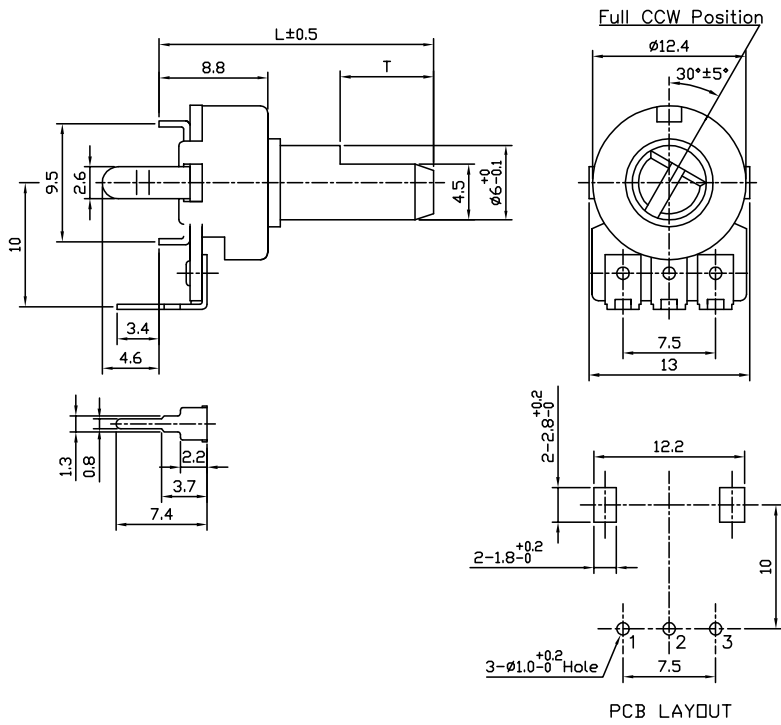 Full CCW Position
L±0.5
ø12.4
8.8
T
30°±5°
9.5
2.6
4.5
ø6+0-0.1
10
3.4
4.6
7.5
13
1.3
0.8
2.2
3.7
7.4
2-2.8-0+0.2
12.2
2-1.8-0+0.2
10
1 2 3
3-ø1.0-0+0.2 Hole
7.5
PCB LAYOUT